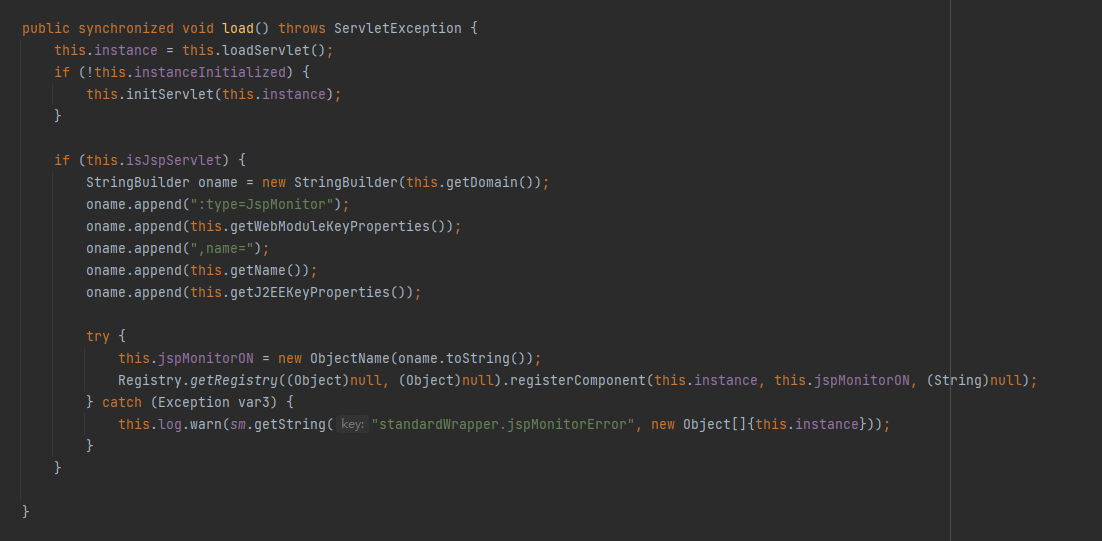 public synchronized void load() throws ServletException {
    this.instance = this.loadServlet();
    if (!this.instanceInitialized) {
        this.initServlet(this.instance);
    }

    if (this.isJspServlet) {
        StringBuilder oname = new StringBuilder(this.getDomain());
        oname.append(":type=JspMonitor");
        oname.append(this.getWebModuleKeyProperties());
        oname.append(",name=");
        oname.append(this.getName());
        oname.append(this.getJ2EEKeyProperties());

        try {
            this.jspMonitorON = new ObjectName(oname.toString());
            Registry.getRegistry((Object)null, (Object)null).registerComponent(this.instance, this.jspMonitorON, (String)null);
        } catch (Exception var3) {
            this.log.warn(sm.getString( key: "standardWrapper.jspMonitorError", new Object[]{this.instance}));
        }
    }

}